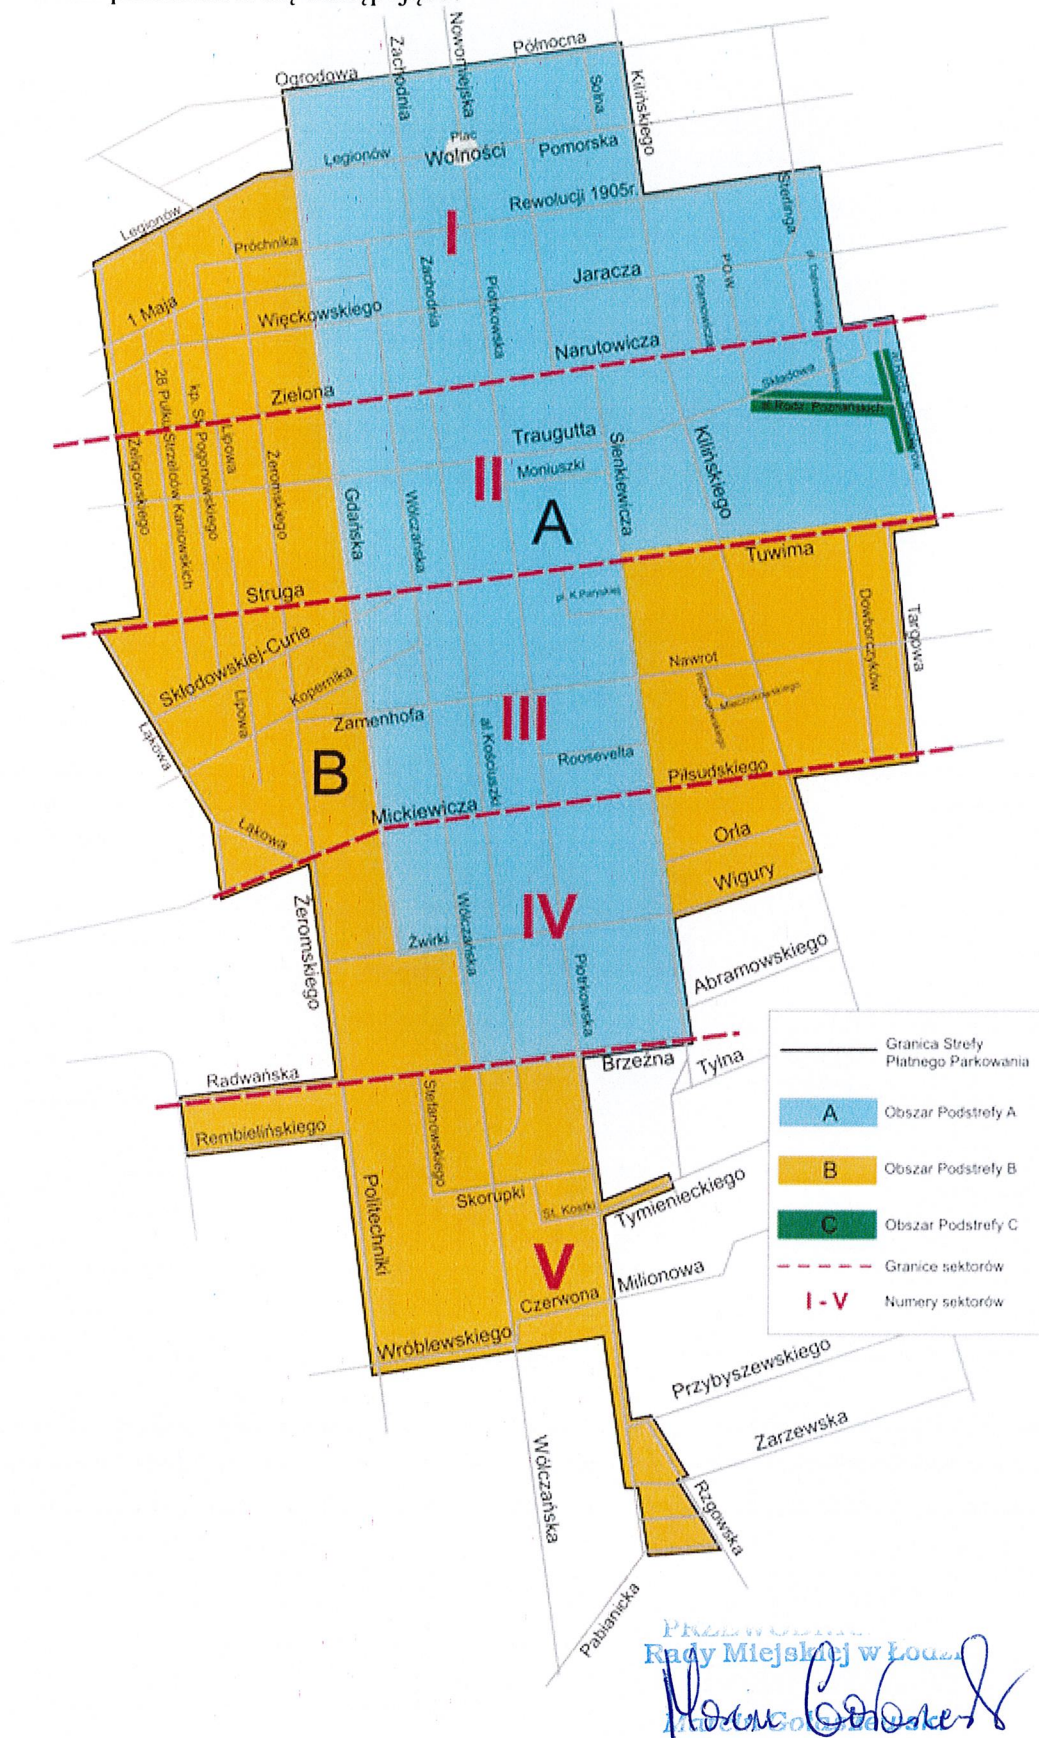 Ogrodowa
Zachodnia
Nowomiejska
Północna
Solna
Kilińskiego
Legionów
Plac
Wolności
Pomorska
Rewolucji 1905r.
Sterlinga
Legionów
Próchnika
I
Zachodnia
Piotrkowska
Jaracza
P.O.W.
Piramowicza
pl. Dąbrowskiego
1 Maja
Więckowskiego
Narutowicza
Zielona
Składowa
al. Rodz. Poznańskich
28 Pułku Strzelców Kaniowskich
kp. St. Pogonowskiego
Lipowa
Żeligowskiego
Żeromskiego
Gdańska
Wólczańska
Traugutta
Moniuszki
Sienkiewicza
Kilińskiego
II
A
Tuwima
Struga
pl. K.Paryskiej
Dowborczyków
Targowa
Skłodowskiej-Curie
Kopernika
Lipowa
Łąkowa
Zamenhofa
al.Kościuszki
III
Nawrot
Roosevelta
B
Mickiewicza
Piłsudskiego
Łąkowa
Orla
Wigury
Żeromskiego
Żwirki
Wólczańska
IV
Piotrkowska
Abramowskiego
Radwańska
Brzeźna
Tylna
Rembielińskiego
Stefanowskiego
Politechniki
Skorupki
St. Kostki
Tymienieckiego
V
Czerwona
Milionowa
Wróblewskiego
Przybyszewskiego
Zarzewska
Wólczańska
Rzgowska
Pabianicka
Granica Strefy
Płatnego Parkowania
A Obszar Podstrefy A
B Obszar Podstrefy B
C Obszar Podstrefy C
Granice sektorów
I - V Numery sektorów
Rady Miejskiej w Łodzi
Marcin Gołaszewski